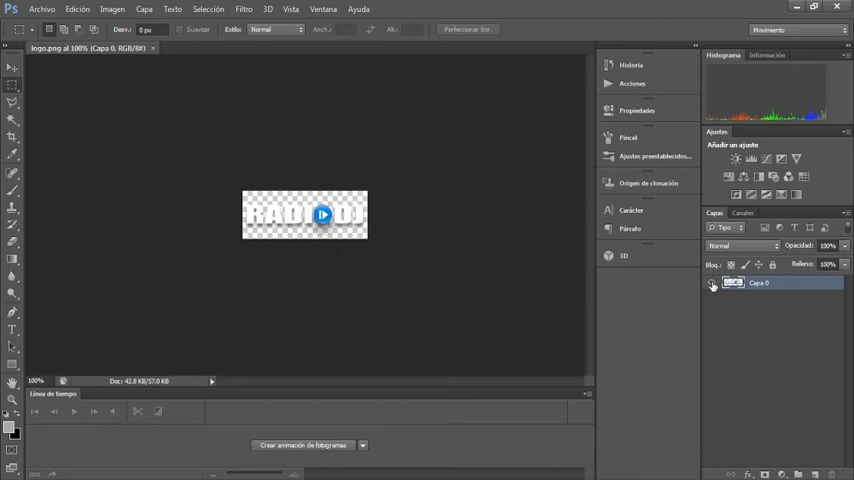 Ps Archivo Edición Imagen Capa Texto Selección Filtro 3D Vista Ventana Ayuda
Desv.: 0 px Suavizar Estilo: Normal Anch.: Alt.: Perfeccionar bor. Movimiento
logo.png al 100% (Capa 0, RGB/8#) ×
Historia
Acciones
Propiedades
Pincel
Ajustes preestablecidos...
Origen de clonación
Carácter
Párrafo
3D
Histograma Información
Ajustes
Añadir un ajuste
Capas Canales
Tipo
Normal Opacidad: 100%
Bloq.: Relleno: 100%
Capa 0
RADI DJ
100% Doc: 42.8 KB/57.0 KB
Línea de tiempo
Crear animación de fotogramas